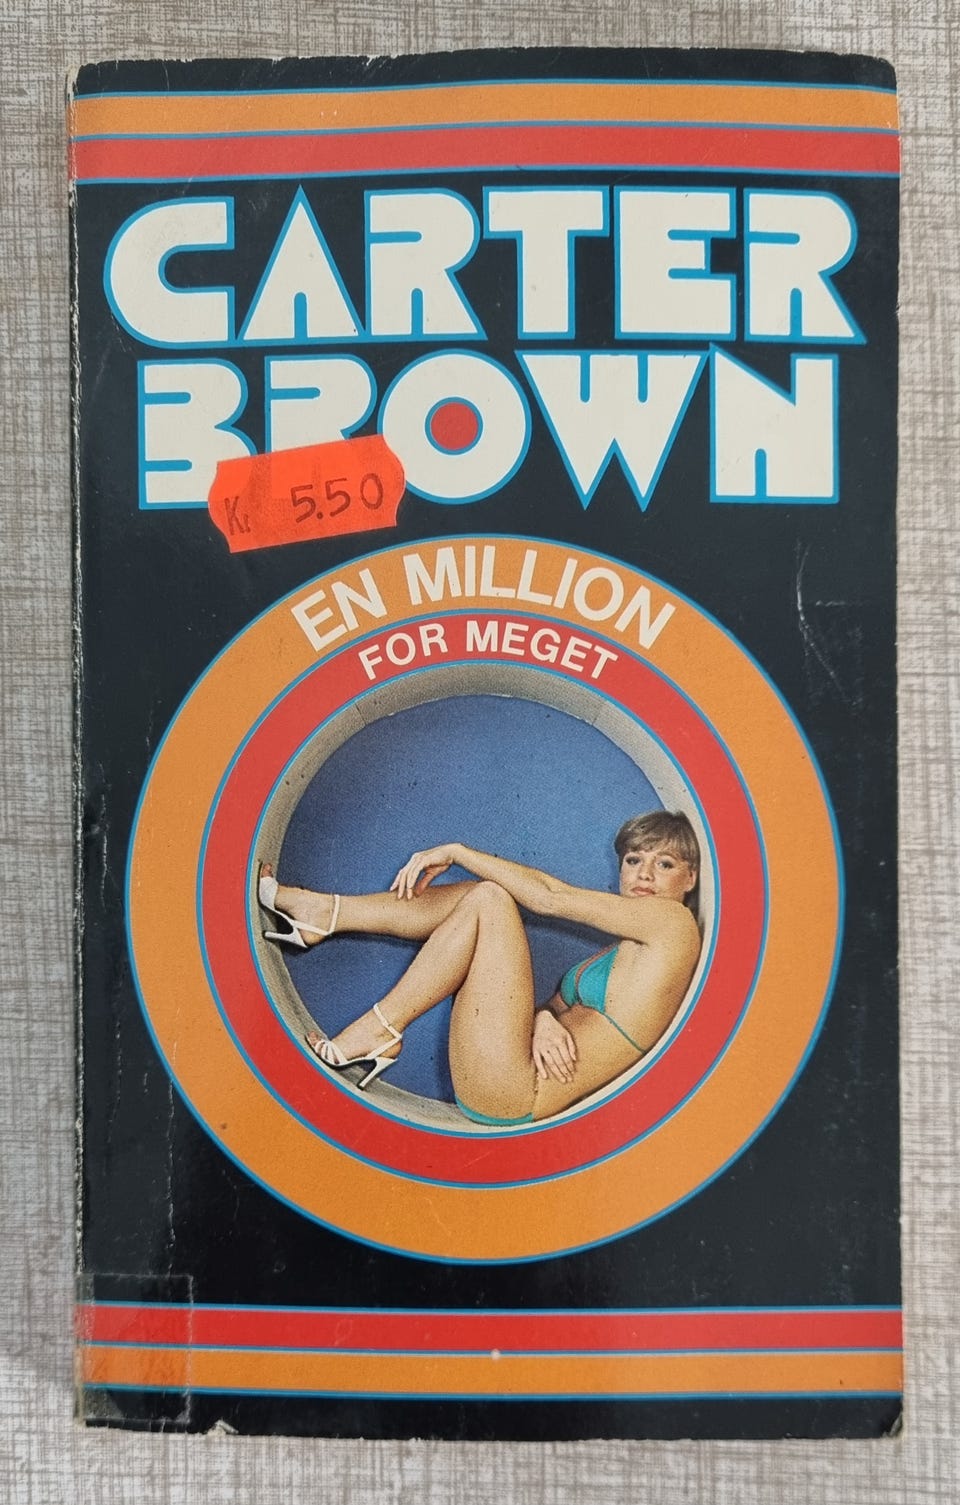 CARTER
BROWN
Kr 5.50
EN MILLION
FOR MEGET